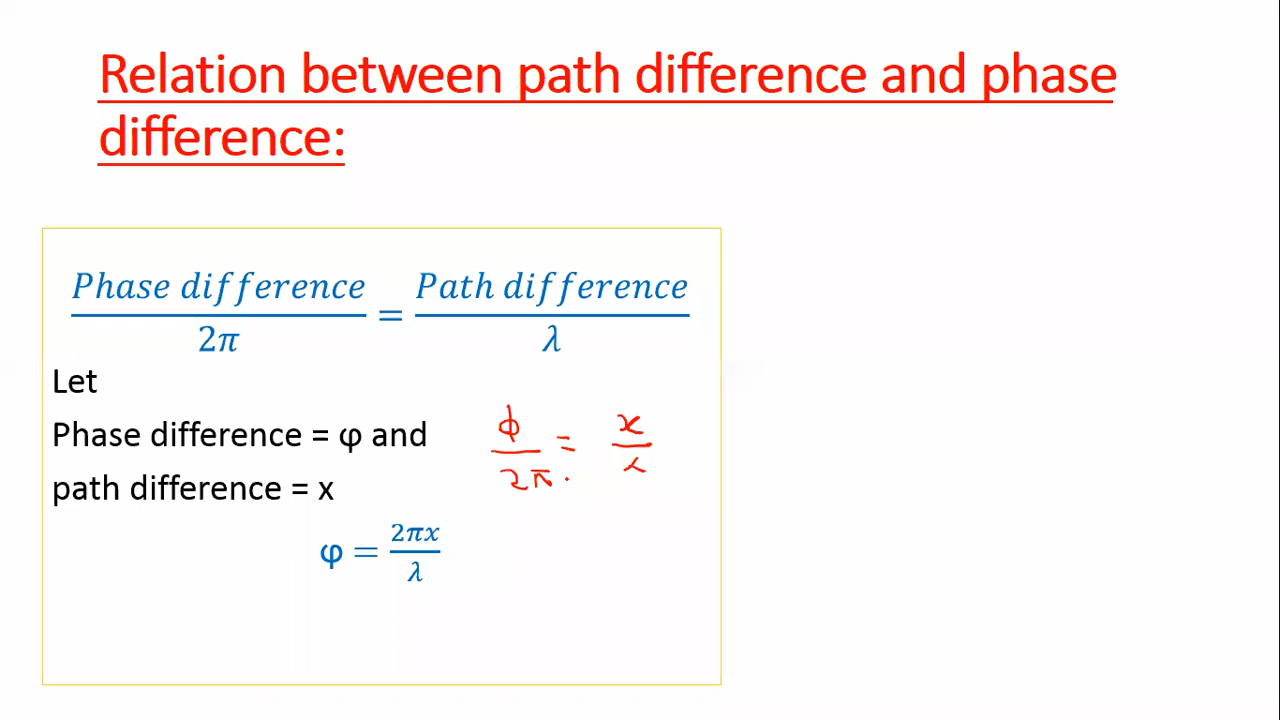 Relation between path difference and phase
difference:
Phase difference / 2π = Path difference / λ
Let
Phase difference = φ and
path difference = x
ϕ / 2π. = x / λ
φ = 2πx / λ